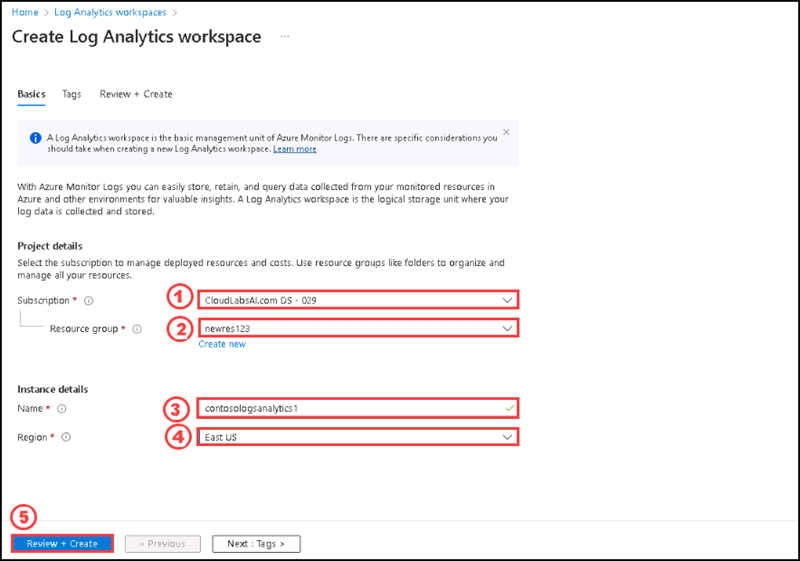 Home > Log Analytics workspaces >
Create Log Analytics workspace ...
Basics Tags Review + Create
A Log Analytics workspace is the basic management unit of Azure Monitor Logs. There are specific considerations you
should take when creating a new Log Analytics workspace. Learn more
With Azure Monitor Logs you can easily store, retain, and query data collected from your monitored resources in
Azure and other environments for valuable insights. A Log Analytics workspace is the logical storage unit where your
log data is collected and stored.
Project details
Select the subscription to manage deployed resources and costs. Use resource groups like folders to organize and
manage all your resources.
Subscription * 1 CloudLabsAI.com DS - 029
Resource group * 2 newres123
Create new
Instance details
Name * 3 contosologsanalytics1
Region * 4 East US
5
Review + Create « Previous Next : Tags >